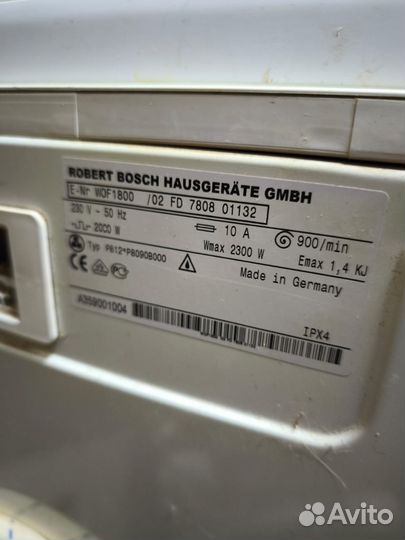 ROBERT BOSCH HAUSGERÄTE GMBH
E-Nr WOF1800 /02 FD 7808 01132
230 V ~ 50 Hz 10 A 900/min
2000 W Wmax 2300 W Emax 1,4 KJ
Typ P612*P8090B000 Made in Germany
A359001004 IPX4
Avito